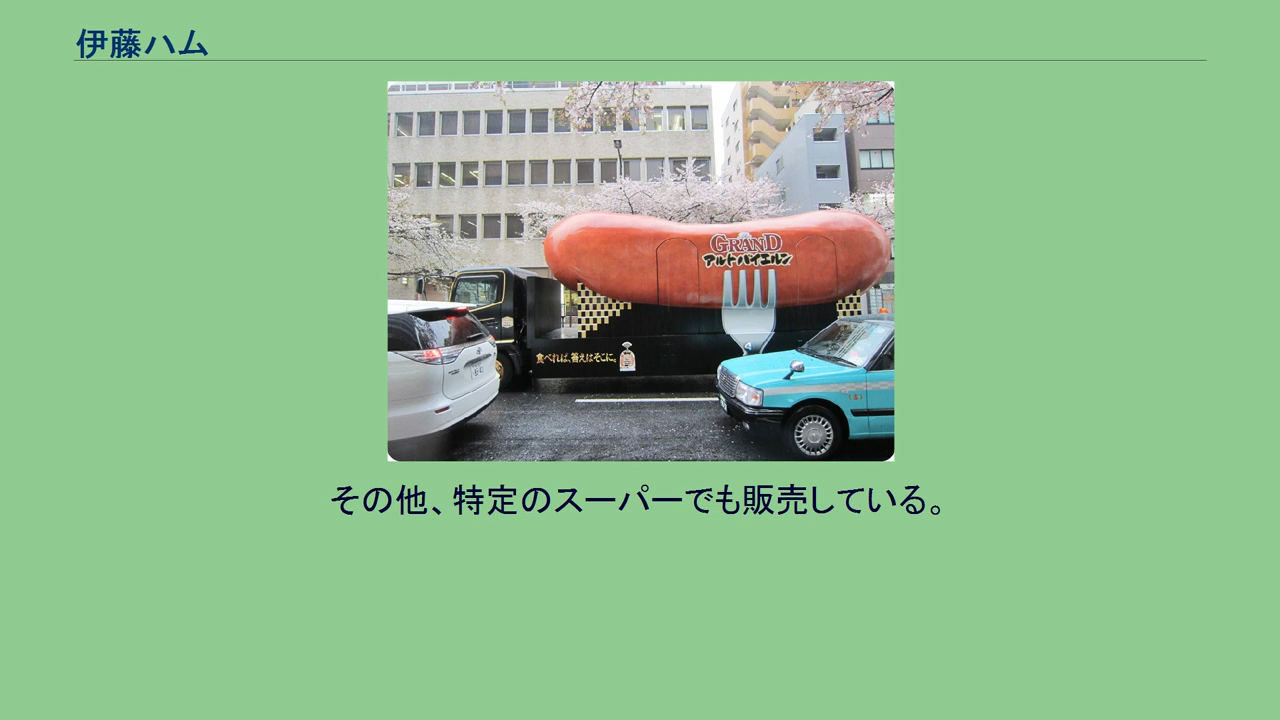 伊藤ハム
GRAND
アルトバイエルン
食べれば、答えはそこに。
その他、特定のスーパーでも販売している。